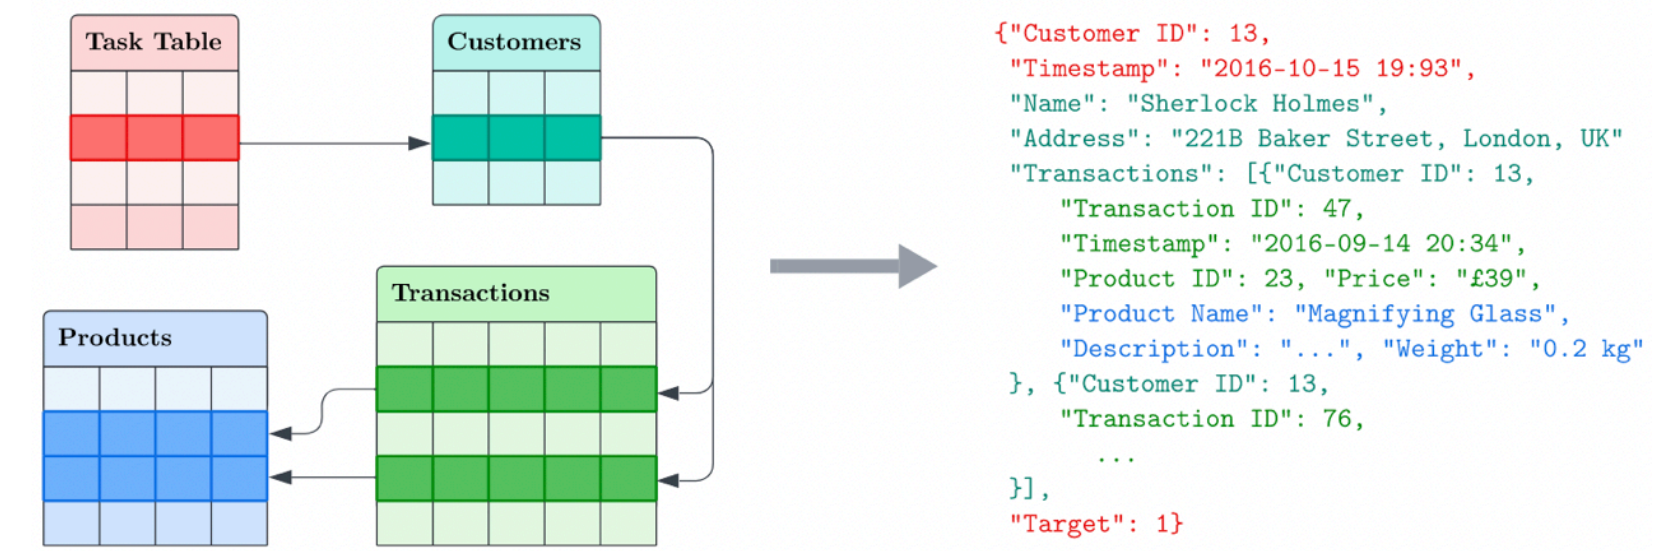 Task Table
Customers
Transactions
Products
{"Customer ID": 13,
"Timestamp": "2016-10-15 19:93",
"Name": "Sherlock Holmes",
"Address": "221B Baker Street, London, UK"
"Transactions": [{"Customer ID": 13,
"Transaction ID": 47,
"Timestamp": "2016-09-14 20:34",
"Product ID": 23, "Price": "£39",
"Product Name": "Magnifying Glass",
"Description": "...", "Weight": "0.2 kg"
}, {"Customer ID": 13,
"Transaction ID": 76,
...
}],
"Target": 1}